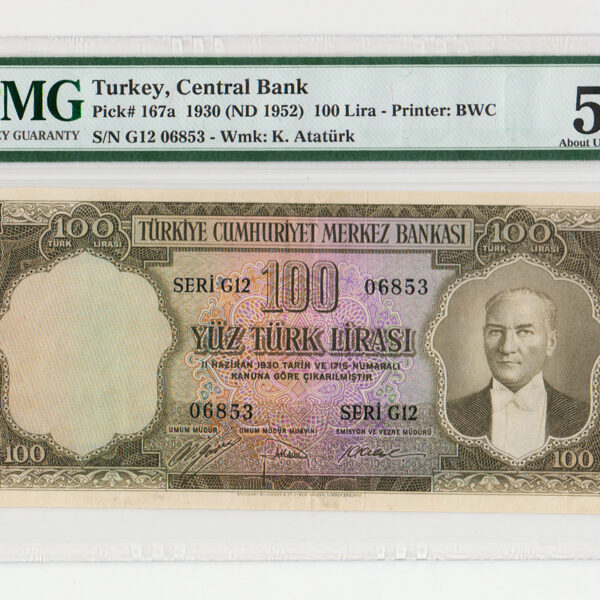 PMG
Turkey, Central Bank
Pick# 167a 1930 (ND 1952) 100 Lira - Printer: BWC
S/N G12 06853 - Wmk: K. Atatürk
EY GUARANTY
5
About U
100
TÜRK LİRASI
TÜRKİYE CUMHURİYET MERKEZ BANKASI
100
TÜRK LİRASI
SERİ G12 100 06853
YÜZ TÜRK LİRASI
11 HAZİRAN 1930 TARİH VE 1715 NUMARALI
KANUNA GÖRE ÇIKARILMIŞTIR
06853 SERİ G12
UMUM MÜDÜR. UMUM MÜDÜR MUAVİNİ EMİSYON VE VEZNE MÜDÜRÜ
100 100